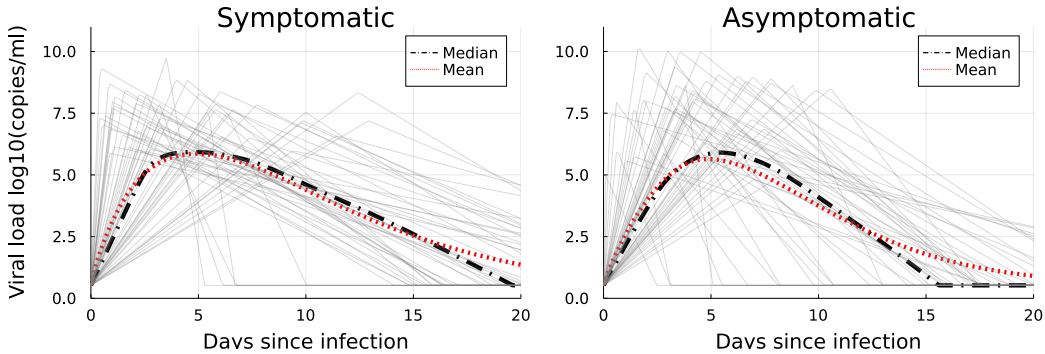 Symptomatic
Viral load log10(copies/ml)
10.0
7.5
5.0
2.5
0.0
Median
Mean
0
5
10
15
20
Days since infection
Asymptomatic
10.0
7.5
5.0
2.5
0.0
Median
Mean
0
5
10
15
20
Days since infection